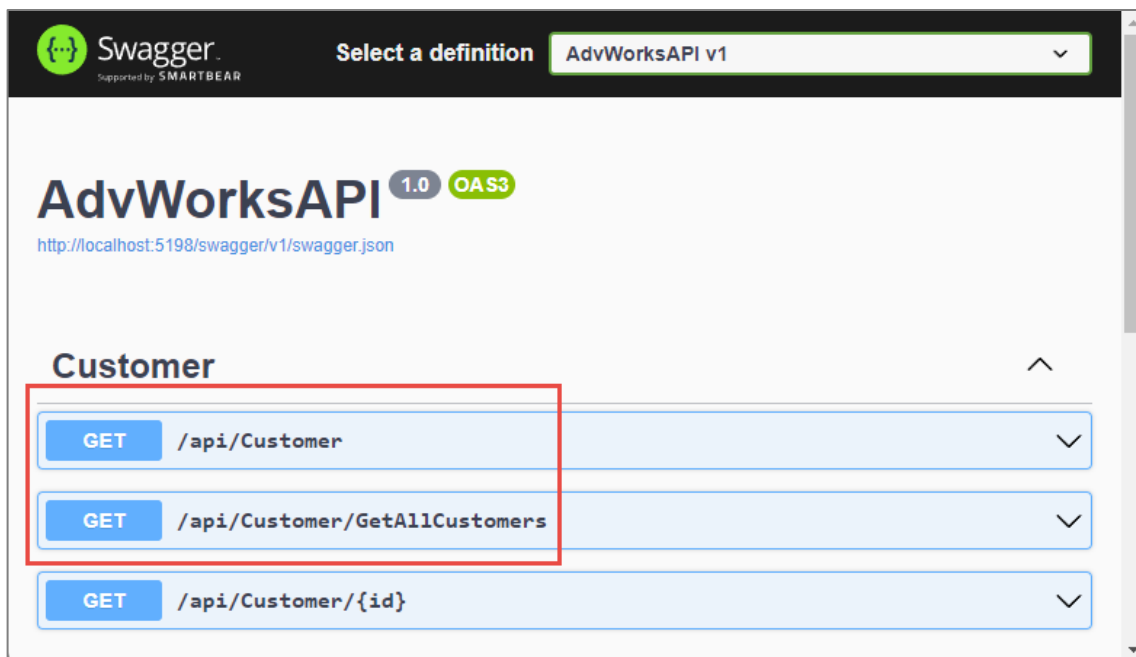 {···} Swagger.
Supported by SMARTBEAR
Select a definition AdvWorksAPI v1
AdvWorksAPI 1.0 OAS3
http://localhost:5198/swagger/v1/swagger.json
Customer
GET /api/Customer
GET /api/Customer/GetAllCustomers
GET /api/Customer/{id}